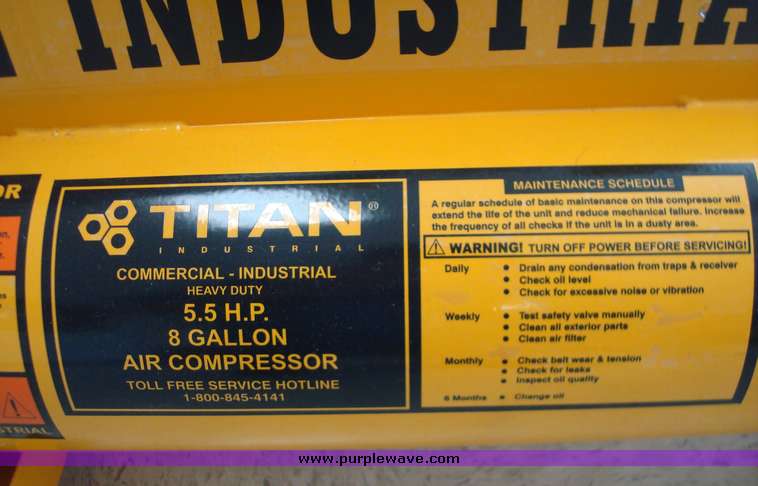 INDUSTRIA
OR
TITAN®
INDUSTRIAL
COMMERCIAL - INDUSTRIAL
HEAVY DUTY
5.5 H.P.
8 GALLON
AIR COMPRESSOR
TOLL FREE SERVICE HOTLINE
1-800-845-4141
MAINTENANCE SCHEDULE
A regular schedule of basic maintenance on this compressor will
extend the life of the unit and reduce mechanical failure. Increase
the frequency of all checks if the unit is in a dusty area.
WARNING! TURN OFF POWER BEFORE SERVICING!
Daily • Drain any condensation from traps & receiver
• Check oil level
• Check for excessive noise or vibration
Weekly • Test safety valve manually
• Clean all exterior parts
• Clean air filter
Monthly • Check belt wear & tension
• Check for leaks
• Inspect oil quality
6 Months • Change oil
STRIAL
www.purplewave.com